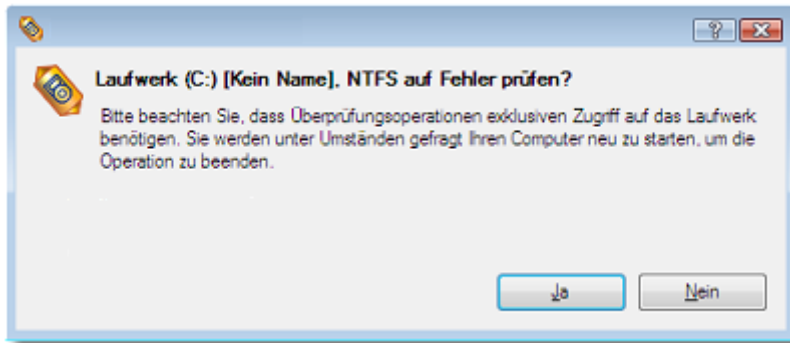 Laufwerk (C:) [Kein Name], NTFS auf Fehler prüfen?
Bitte beachten Sie, dass Überprüfungsoperationen exklusiven Zugriff auf das Laufwerk
benötigen. Sie werden unter Umständen gefragt Ihren Computer neu zu starten, um die
Operation zu beenden.
Ja
Nein